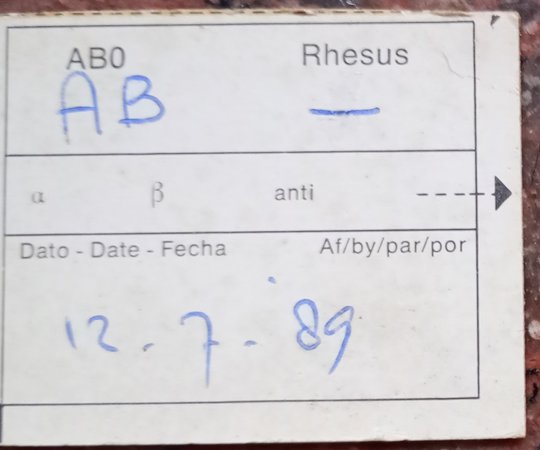 AB0 Rhesus
AB —
α β anti
Dato - Date - Fecha Af/by/par/por
12. 7. 89